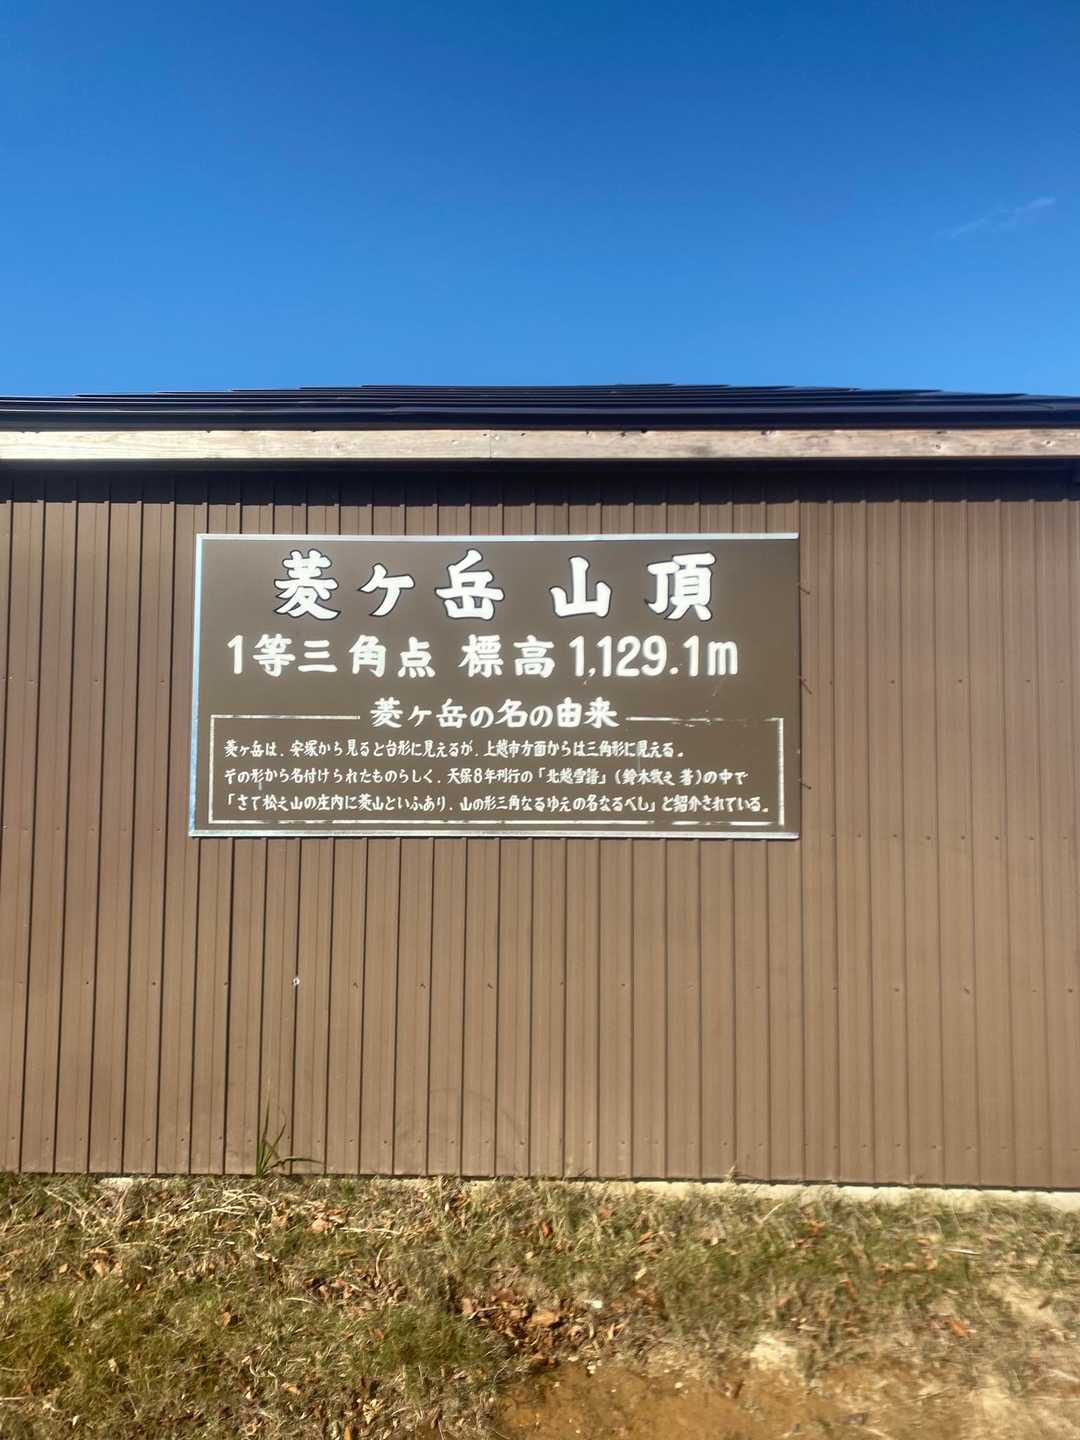 菱ヶ岳 山頂
1等三角点 標高1,129.1m
菱ヶ岳の名の由来
菱ヶ岳は、安塚から見ると台形に見えるが、上越市方面からは三角形に見える。
その形から名付けられたものらしく、天保8年刊行の「北越雪譜」(鈴木牧之 著)の中で
「さて松之山の庄内に菱山といふあり、山の形三角なるゆえの名なるべし」と紹介されている。